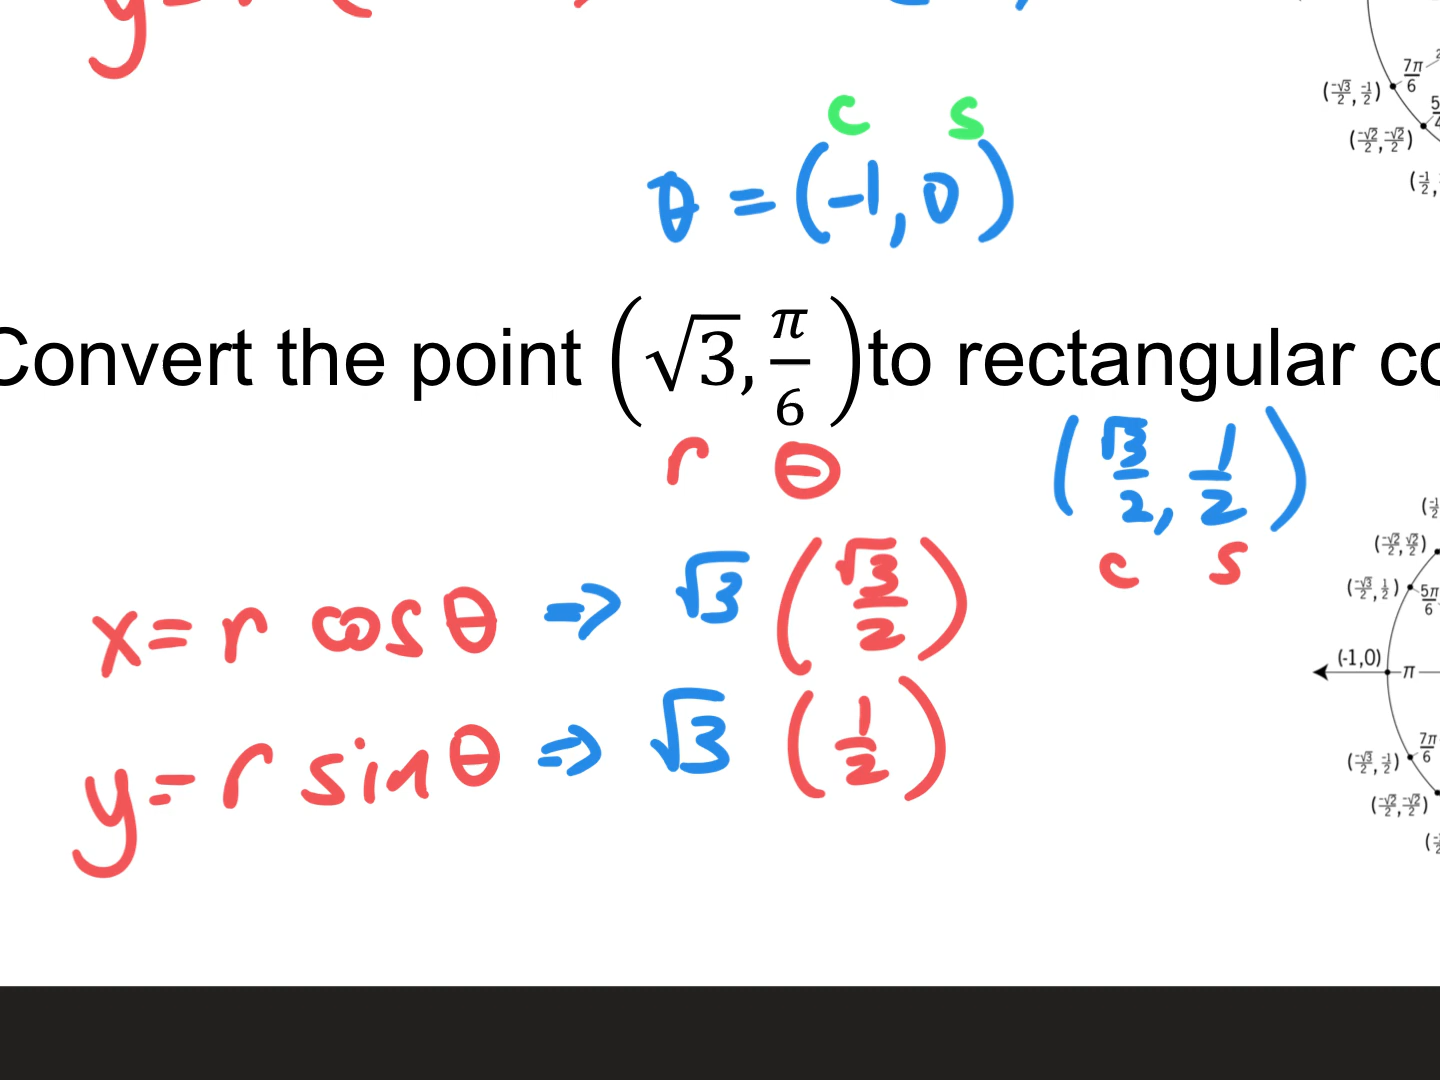 c s
θ = (-1, 0)
Convert the point (√3, π/6) to rectangular
r θ
(√3/2, 1/2)
c s
x = r cos θ => √3 (√3/2)
y = r sin θ => √3 (1/2)
7π/6
(-√3/2, -1/2)
(-√2/2, -√2/2)
(-√2/2, √2/2)
(-√3/2, 1/2)
5π/6
(-1,0)
π
7π/6
(-√3/2, -1/2)
(-√2/2, -√2/2)